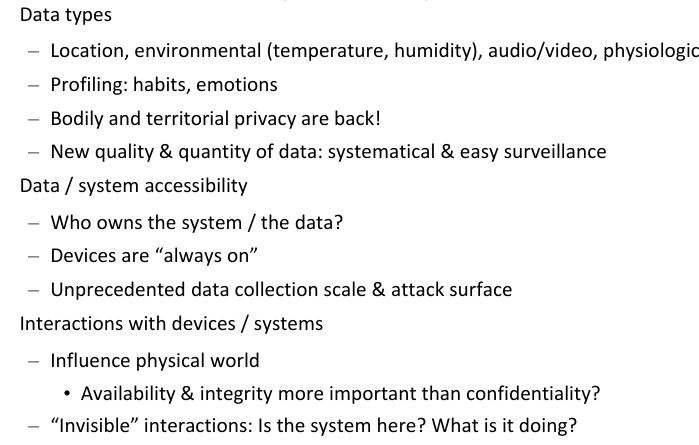 Data types
– Location, environmental (temperature, humidity), audio/video, physiologic
– Profiling: habits, emotions
– Bodily and territorial privacy are back!
– New quality & quantity of data: systematical & easy surveillance
Data / system accessibility
– Who owns the system / the data?
– Devices are “always on”
– Unprecedented data collection scale & attack surface
Interactions with devices / systems
– Influence physical world
• Availability & integrity more important than confidentiality?
– “Invisible” interactions: Is the system here? What is it doing?